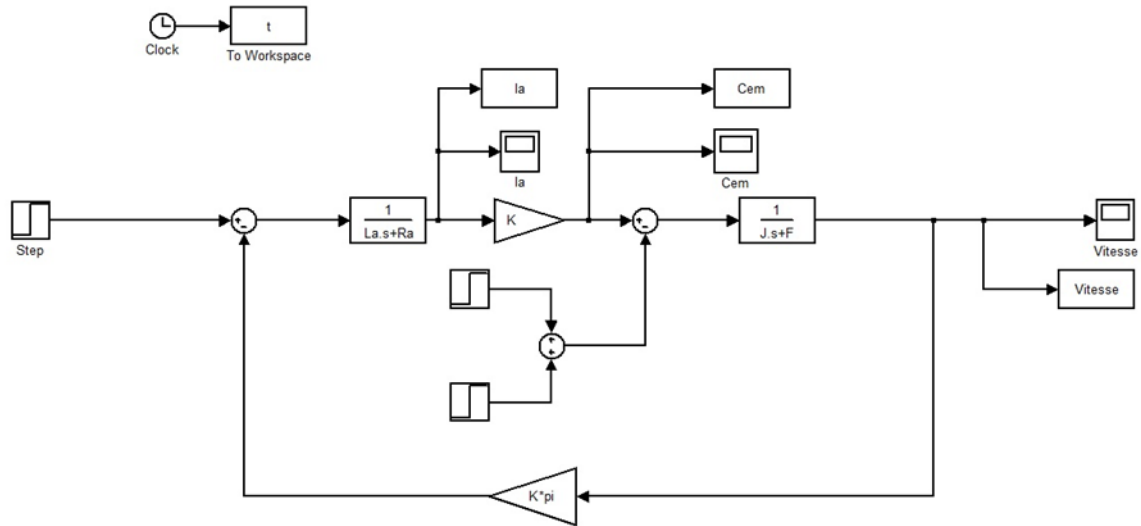 t
Clock
To Workspace
Ia
Cem
Ia
Cem
Step
+
-
1
La.s+Ra
K
+
-
1
J.s+F
Vitesse
Vitesse
+
+
K*pi